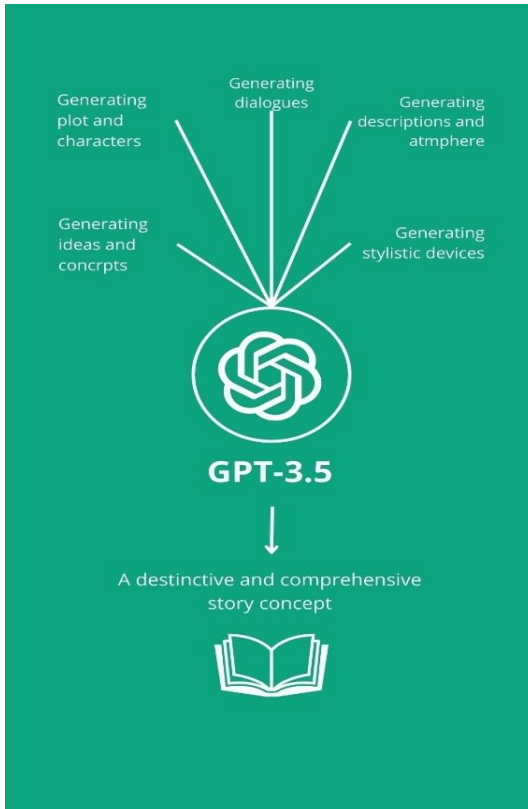 Generating
plot and
characters
Generating
dialogues
Generating
descriptions and
atmphere
Generating
ideas and
concrpts
Generating
stylistic devices
GPT-3.5
A destinctive and comprehensive
story concept